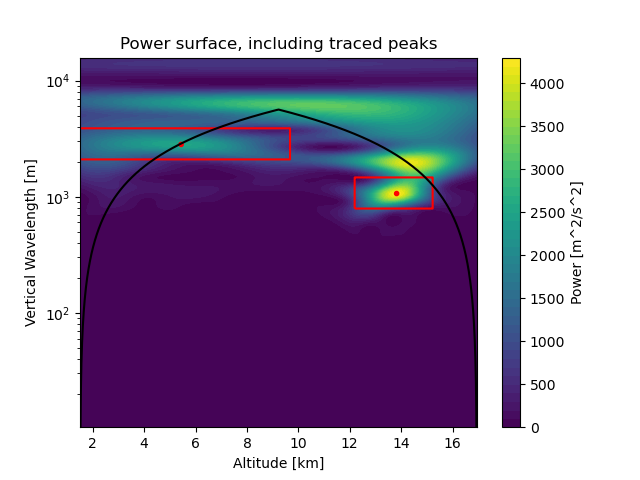 Power surface, including traced peaks
10^4
10^3
10^2
Vertical Wavelength [m]
2 4 6 8 10 12 14 16
Altitude [km]
4000
3500
3000
2500
2000
1500
1000
500
0
Power [m^2/s^2]